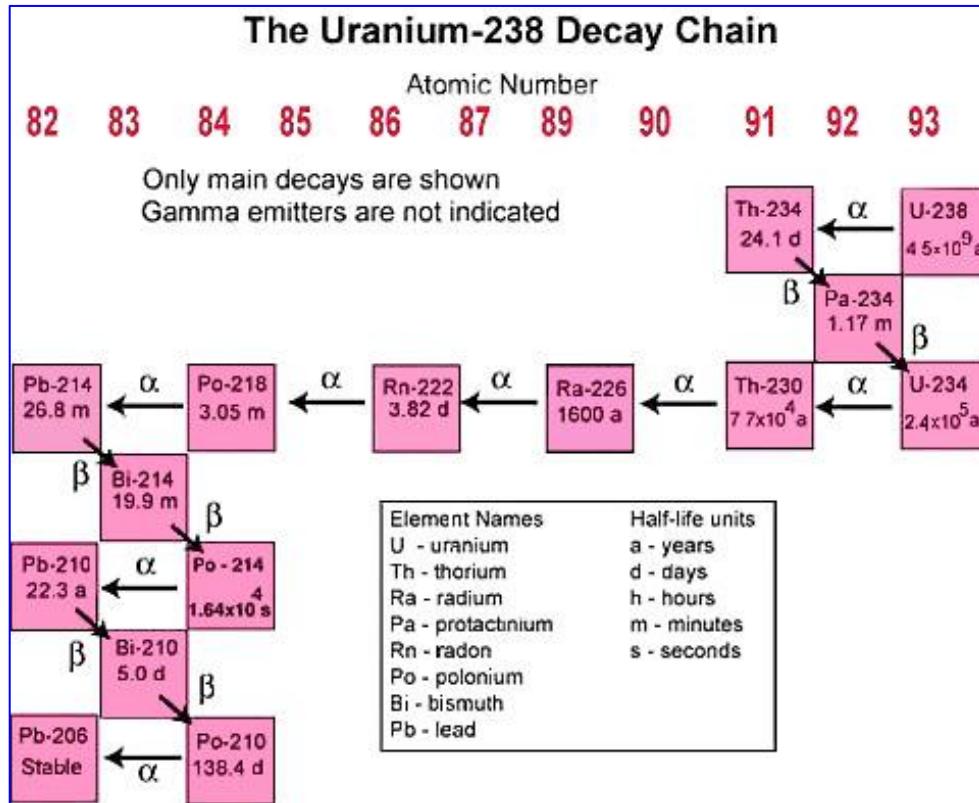 The Uranium-238 Decay Chain
Atomic Number
82 83 84 85 86 87 89 90 91 92 93
Only main decays are shown
Gamma emitters are not indicated
Th-234
24.1 d
α
U-238
4 5×10⁹ a
β
Pa-234
1.17 m
β
Pb-214
26.8 m
α
Po-218
3.05 m
α
Rn-222
3.82 d
α
Ra-226
1600 a
α
Th-230
7 7x10⁴ a
α
U-234
2.4×10⁵a
β
Bi-214
19.9 m
β
Pb-210
22.3 a
α
Po - 214
4
1.64x10 s
β
Bi-210
5.0 d
β
Pb-206
Stable
α
Po-210
138.4 d
Element Names
U - uranium
Th - thorium
Ra - radium
Pa - protactinium
Rn - radon
Po - polonium
Bi - bismuth
Pb - lead
Half-life units
a - years
d - days
h - hours
m - minutes
s - seconds